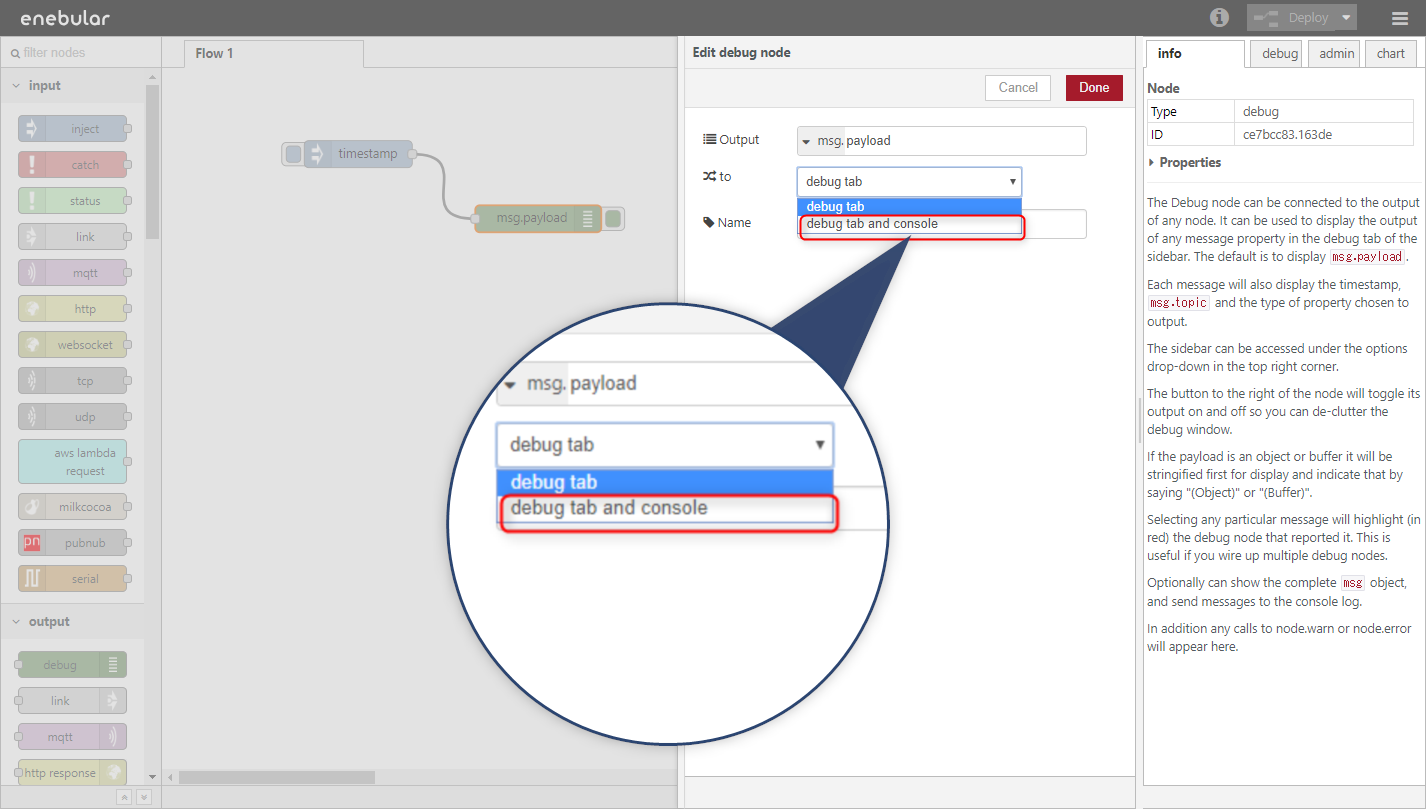 enebular
Deploy
filter nodes
input
inject
catch
status
link
mqtt
http
websocket
tcp
udp
aws lambda
request
milkcocoa
pubnub
serial
output
debug
link
mqtt
http response
Flow 1
timestamp
msg.payload
Edit debug node
Cancel
Done
Output
msg. payload
to
debug tab
debug tab
debug tab and console
Name
msg. payload
debug tab
debug tab
debug tab and console
info
debug
admin
chart
Node
Type debug
ID ce7bcc83.163de
Properties
The Debug node can be connected to the output
of any node. It can be used to display the output
of any message property in the debug tab of the
sidebar. The default is to display msg.payload.
Each message will also display the timestamp,
msg.topic and the type of property chosen to
output.
The sidebar can be accessed under the options
drop-down in the top right corner.
The button to the right of the node will toggle its
output on and off so you can de-clutter the
debug window.
If the payload is an object or buffer it will be
stringified first for display and indicate that by
saying "(Object)" or "(Buffer)".
Selecting any particular message will highlight (in
red) the debug node that reported it. This is
useful if you wire up multiple debug nodes.
Optionally can show the complete msg object,
and send messages to the console log.
In addition any calls to node.warn or node.error
will appear here.